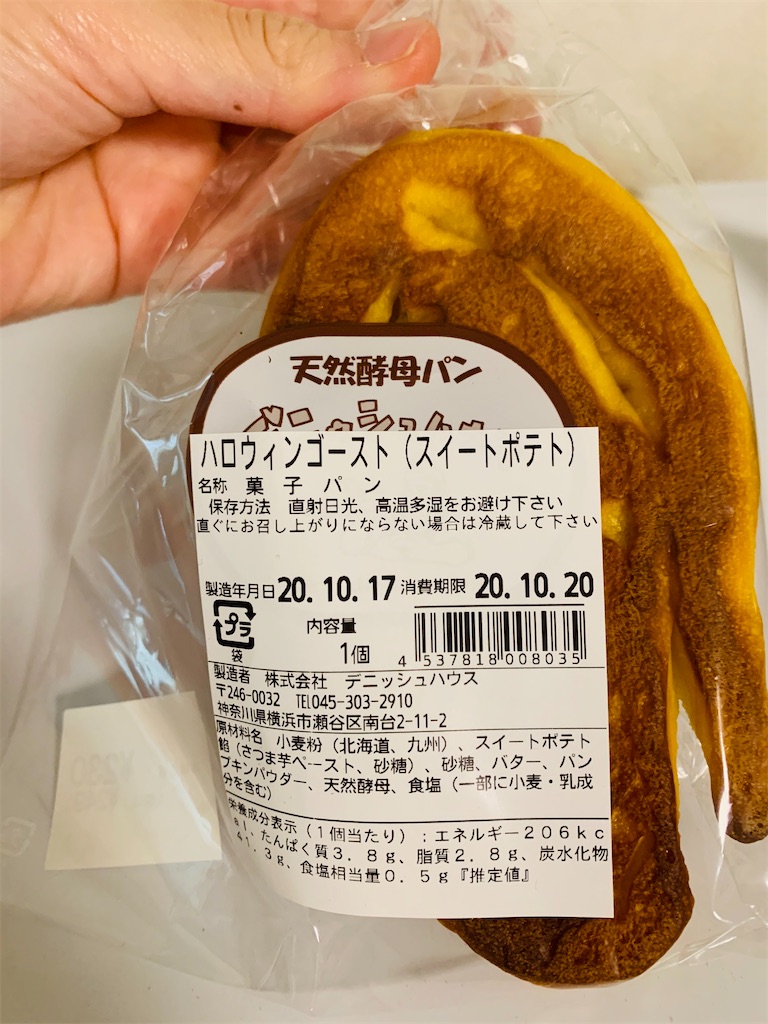 天然酵母パン
ハロウィンゴースト(スイートポテト)
名称 菓子パン
保存方法 直射日光、高温多湿をお避け下さい
直ぐにお召し上がりにならない場合は冷蔵して下さい
製造年月日20.10.17 消費期限 20.10.20
プラ
袋
内容量
1個
4 537818 008035
製造者 株式会社 デニッシュハウス
〒246-0032 TEL045-303-2910
神奈川県横浜市瀬谷区南台2-11-2
原材料名 小麦粉(北海道、九州)、スイートポテト
餡(さつま芋ペースト、砂糖)、砂糖、バター、パン
プキンパウダー、天然酵母、食塩(一部に小麦・乳成
分を含む)
栄養成分表示(1個当たり):エネルギー206kc
al、たんぱく質3.8g、脂質2.8g、炭水化物
41.3g、食塩相当量0.5g『推定値』